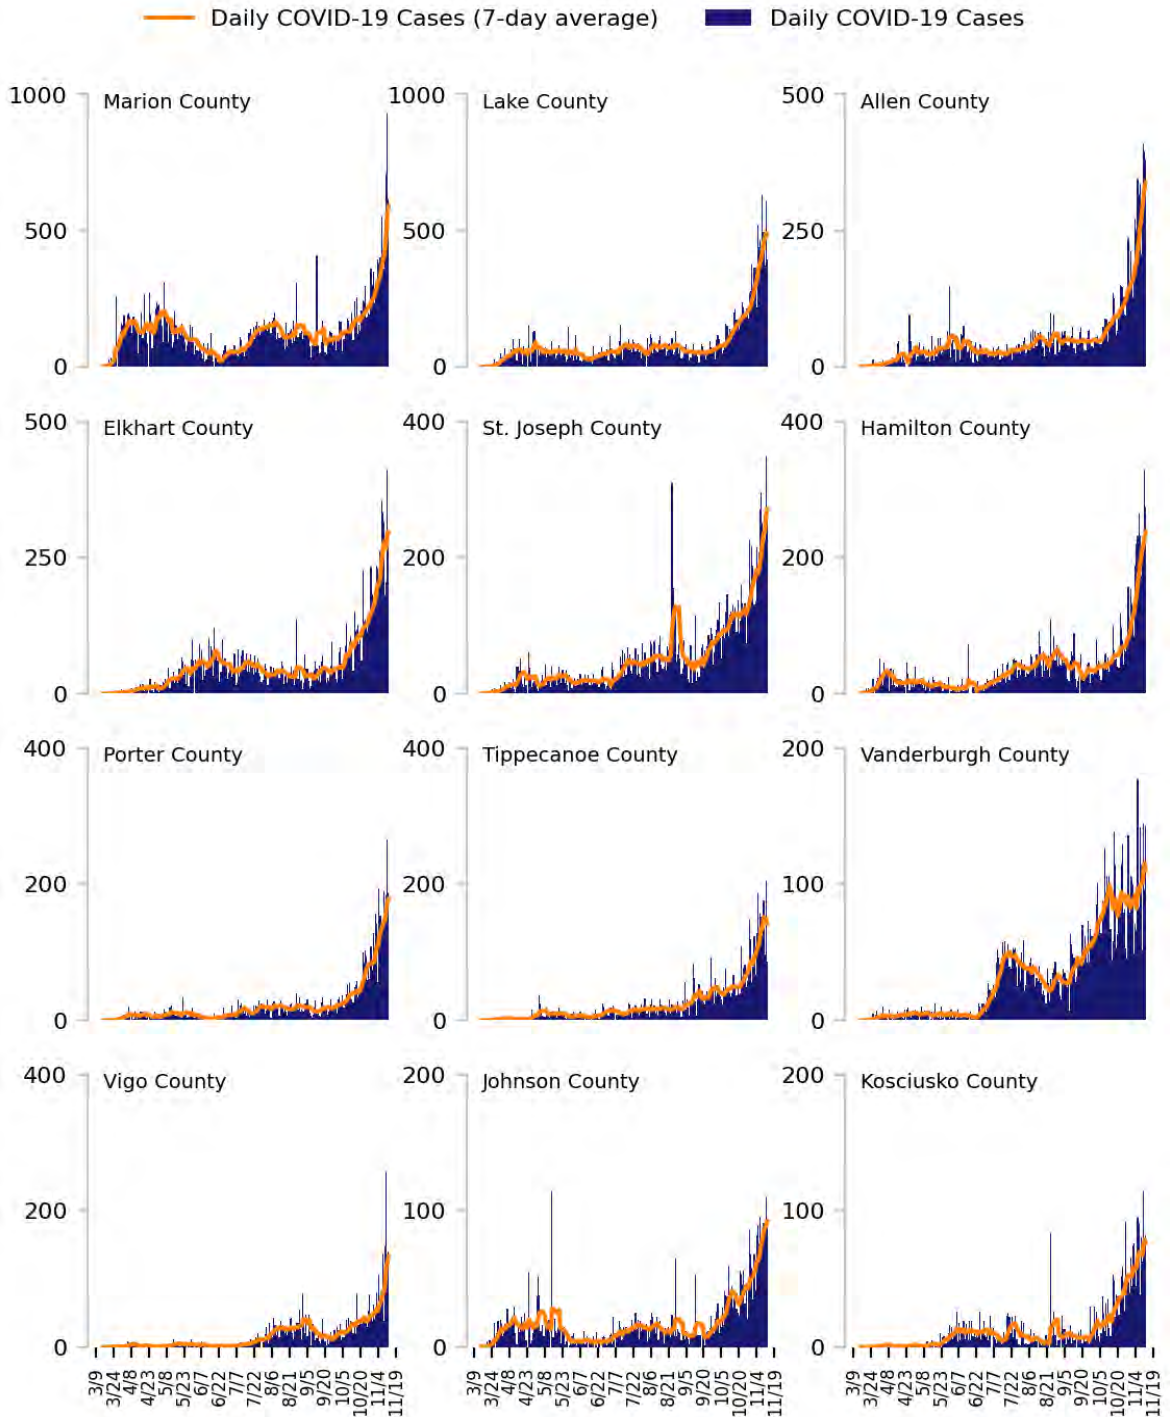 Daily COVID-19 Cases (7-day average) Daily COVID-19 Cases
1000 Marion County 1000 Lake County 500 Allen County
500 500 250
0 0 0
500 Elkhart County 400 St. Joseph County 400 Hamilton County
250 200 200
0 0 0
400 Porter County 400 Tippecanoe County 200 Vanderburgh County
200 200 100
0 0 0
400 Vigo County 200 Johnson County 200 Kosciusko County
200 100 100
0 0 0
3/9 3/24 4/8 4/23 5/8 5/23 6/7 6/22 7/7 7/22 8/6 8/21 9/5 9/20 10/5 10/20 11/4 11/19 3/9 3/24 4/8 4/23 5/8 5/23 6/7 6/22 7/7 7/22 8/6 8/21 9/5 9/20 10/5 10/20 11/4 11/19 3/9 3/24 4/8 4/23 5/8 5/23 6/7 6/22 7/7 7/22 8/6 8/21 9/5 9/20 10/5 10/20 11/4 11/19